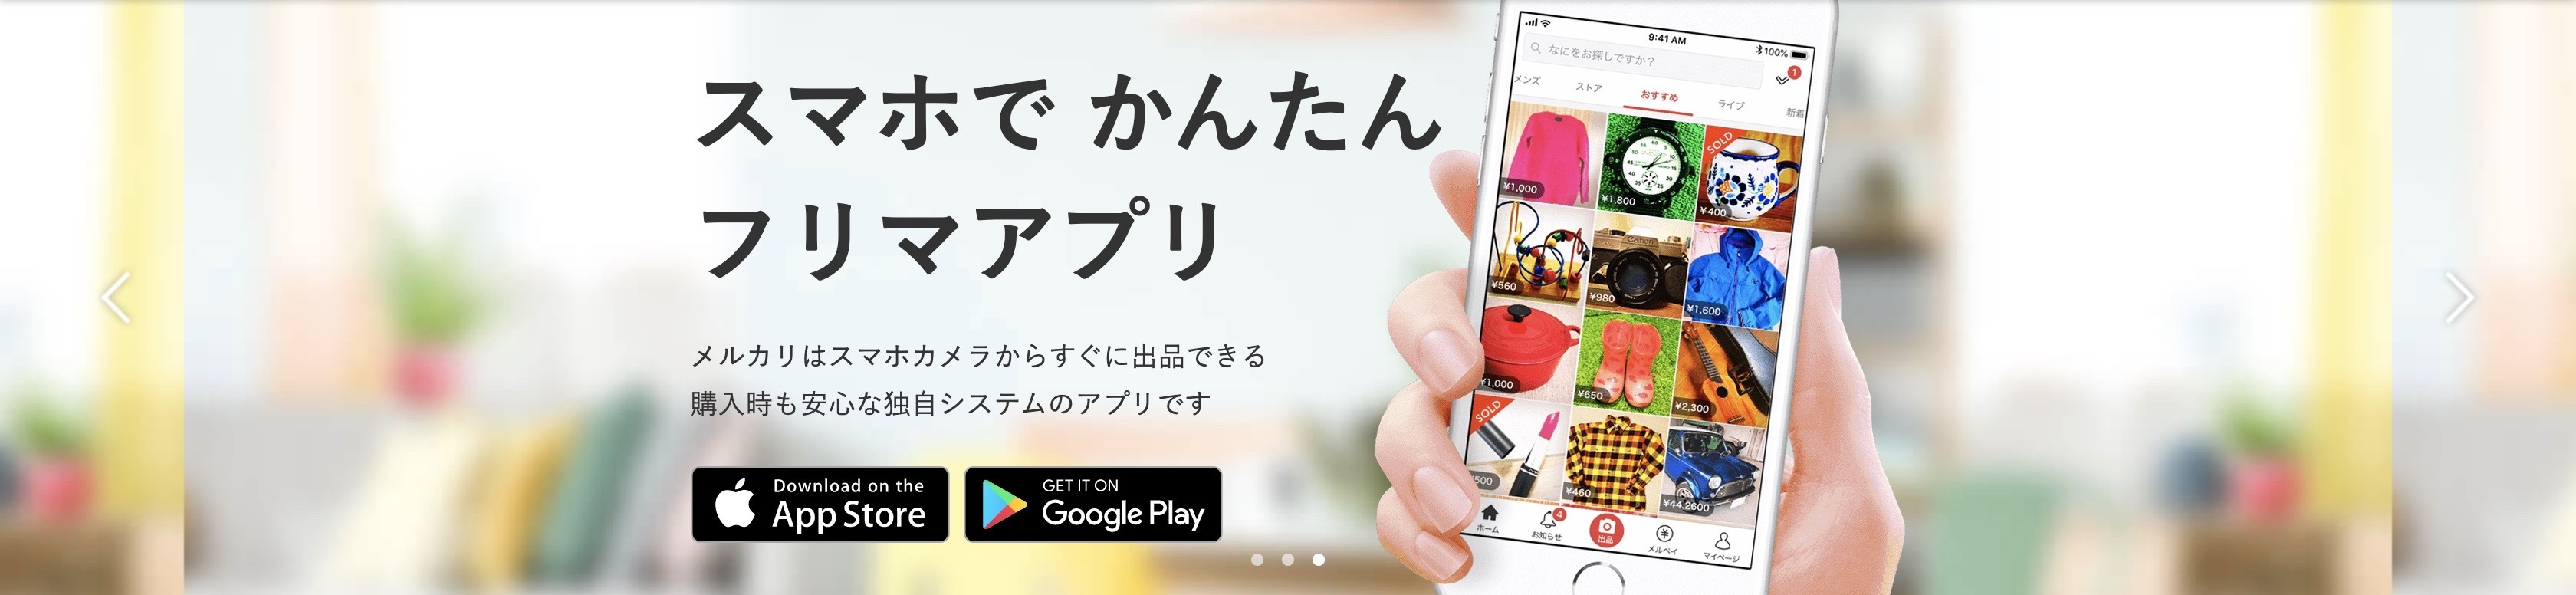 スマホで かんたん
フリマアプリ
メルカリはスマホカメラからすぐに出品できる
購入時も安心な独自システムのアプリです
Download on the
App Store
GET IT ON
Google Play
9:41 AM
100%
なにをお探しですか？
1
メンズ ストア おすすめ ライブ 新着
SOLD
¥1,000 ¥1,800 ¥400
Canon
¥560 ¥980 ¥1,600
¥1,000 ¥650 ¥2,300
SOLD
500 ¥460 ¥44,2600
4
ホーム お知らせ 出品 メルペイ マイページ